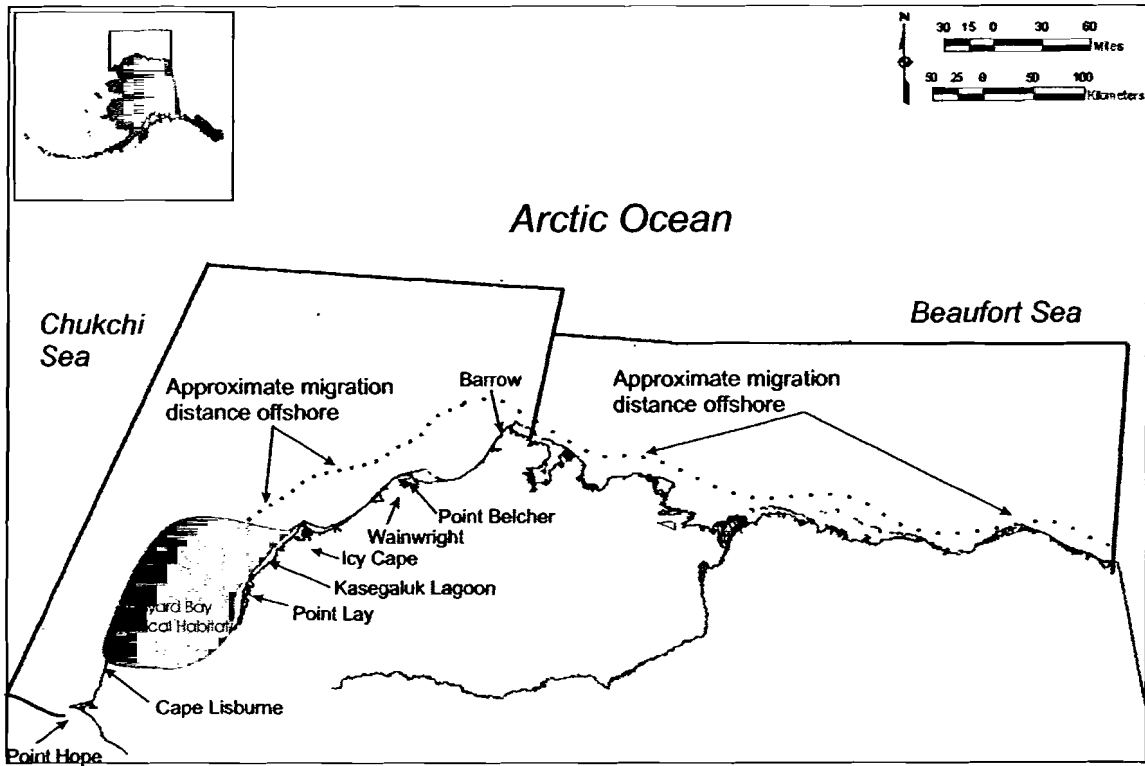 N
30 15 0 30 60
Miles
50 25 0 50 100
Kilometers
Arctic Ocean
Chukchi
Sea
Beaufort Sea
Approximate migration
distance offshore
Barrow
Approximate migration
distance offshore
Point Belcher
Wainwright
Icy Cape
Kasegaluk Lagoon
Point Lay
Bay
Habitat
Cape Lisburne
Point Hope